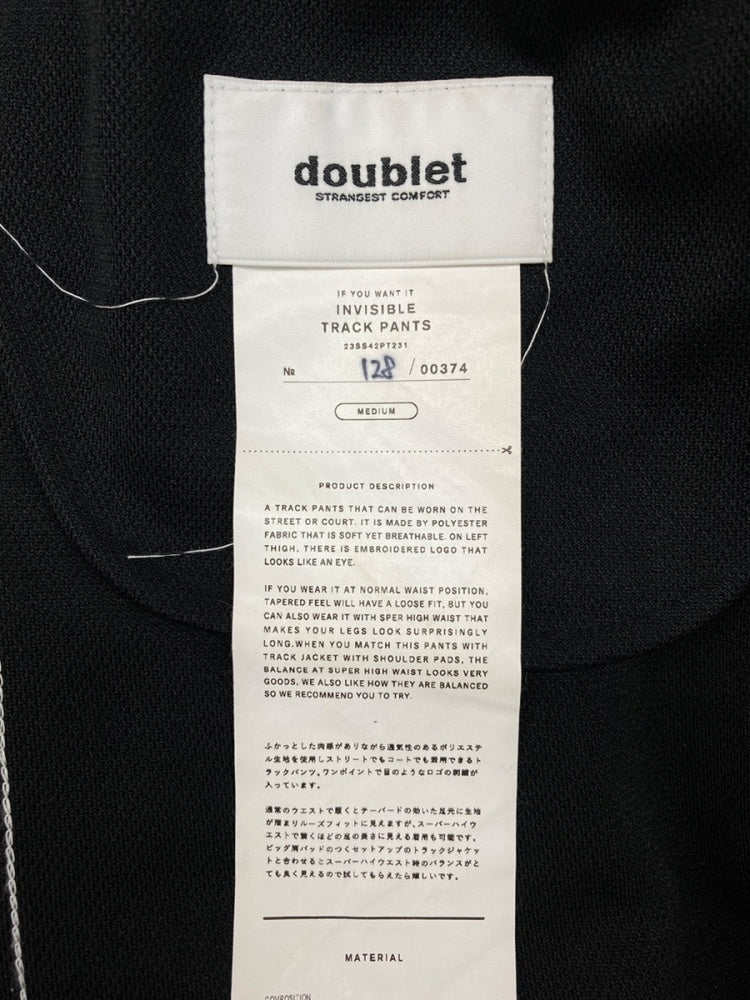 doublet
STRANGEST COMFORT
IF YOU WANT IT
INVISIBLE
TRACK PANTS
23SS42PT231
№ 128 / 00374
MEDIUM
PRODUCT DESCRIPTION
A TRACK PANTS THAT CAN BE WORN ON THE
STREET OR COURT. IT IS MADE BY POLYESTER
FABRIC THAT IS SOFT YET BREATHABLE. ON LEFT
THIGH, THERE IS EMBROIDERED LOGO THAT
LOOKS LIKE AN EYE.
IF YOU WEAR IT AT NORMAL WAIST POSITION,
TAPERED FEEL WILL HAVE A LOOSE FIT, BUT YOU
CAN ALSO WEAR IT WITH SPER HIGH WAIST THAT
MAKES YOUR LEGS LOOK SURPRISINGLY
LONG.WHEN YOU MATCH THIS PANTS WITH
TRACK JACKET WITH SHOULDER PADS, THE
BALANCE AT SUPER HIGH WAIST LOOKS VERY
GOODS. WE ALSO LIKE HOW THEY ARE BALANCED
SO WE RECOMMEND YOU TO TRY.
ふかっとした肉感がありながら通気性のあるポリエステ
ル生地を使用しストリートでもコートでも着用できるト
ラックパンツ。ワンポイントで目のようなロゴの刺繍が
入っています。
通常のウエストで履くとテーパードの効いた足元に生地
が溜まりルーズフィットに見えますが、スーパーハイウ
エストで驚くほどの足の長さに見える着用も可能です。
ビッグ肩パッドのつくセットアップのトラックジャケッ
トと合わせるとスーパーハイウエスト時のバランスがと
ても良く見えるので試してもらえたら嬉しいです。
MATERIAL
COMPOSITION